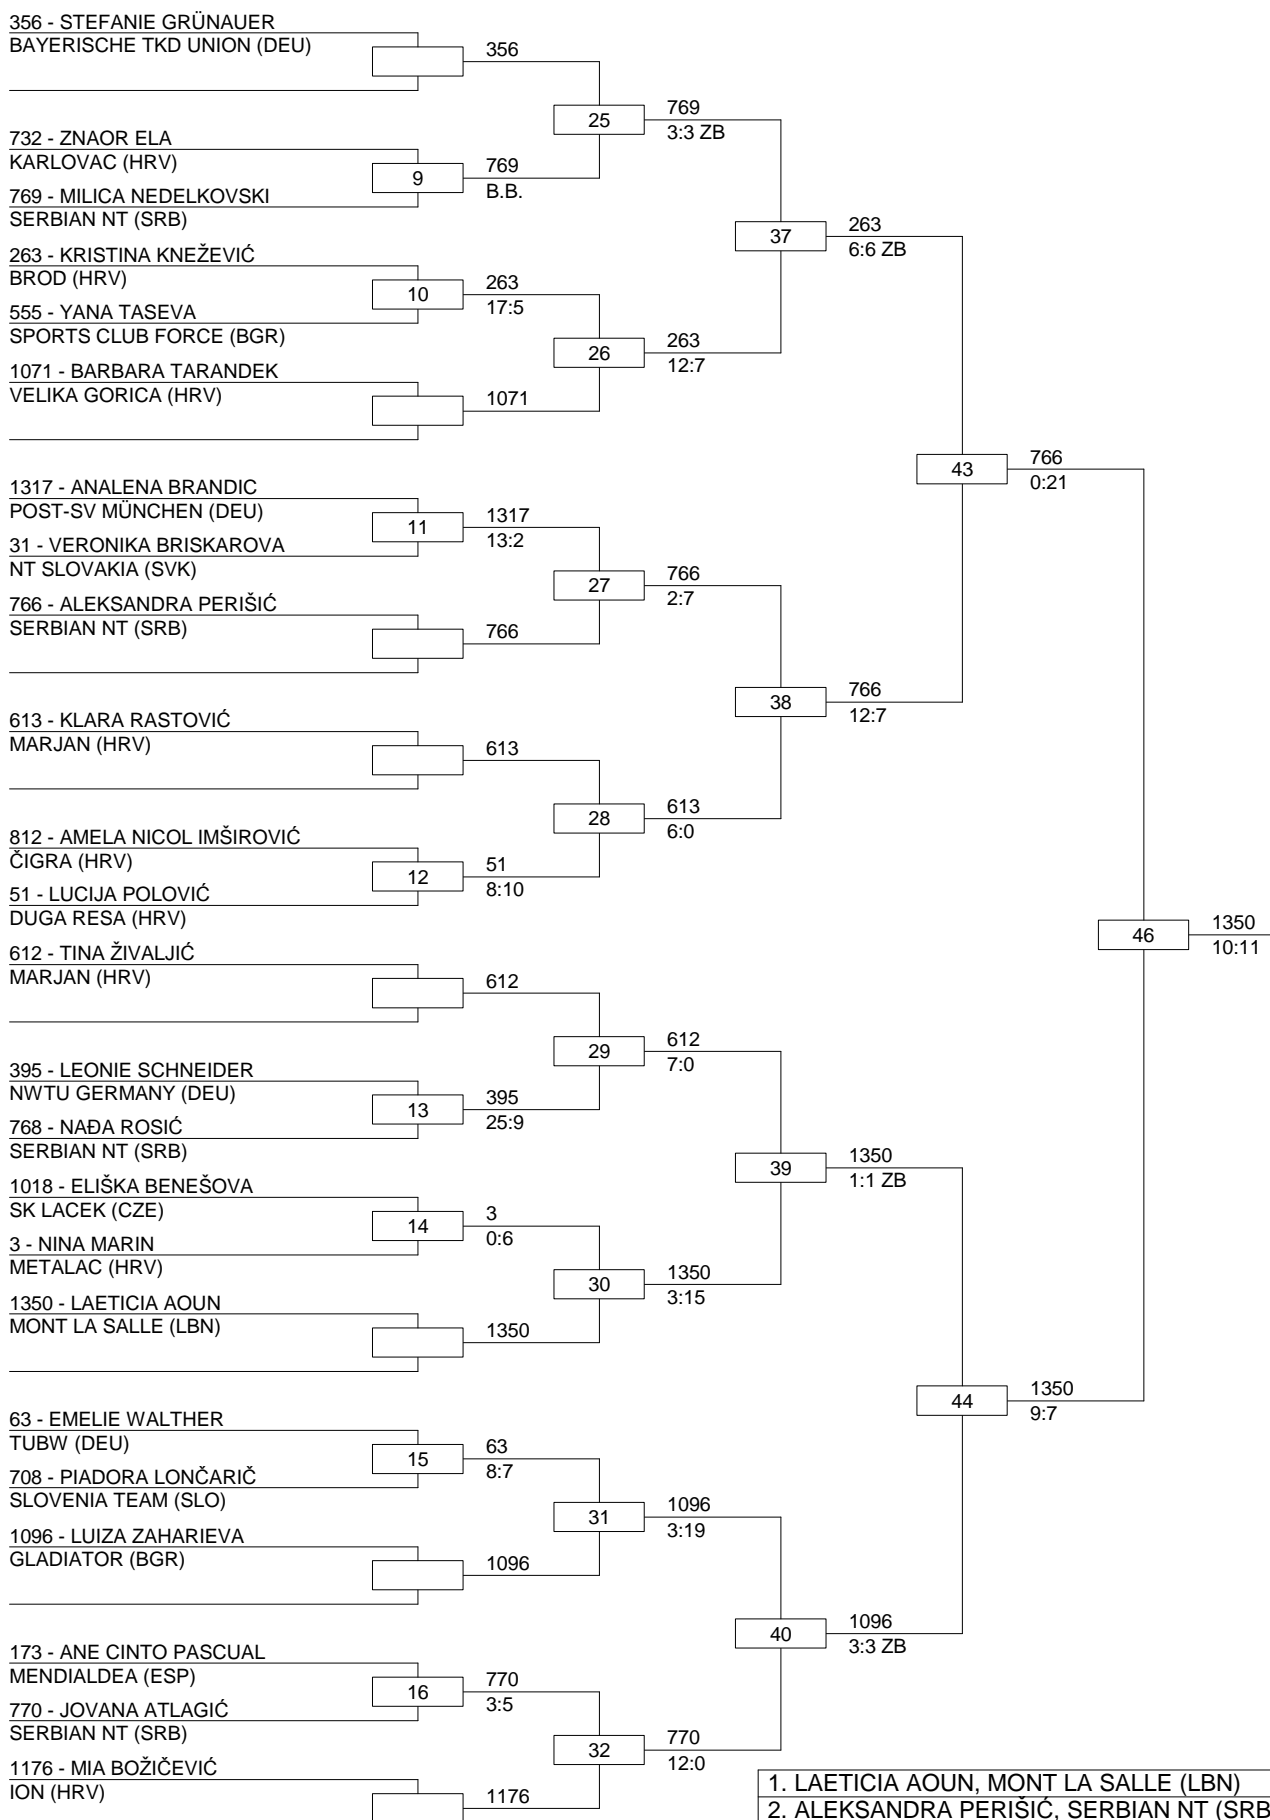 356 - STEFANIE GRÜNAUER
BAYERISCHE TKD UNION (DEU)
356
25
769
3:3 ZB
732 - ZNAOR ELA
KARLOVAC (HRV)
9
769
B.B.
769 - MILICA NEDELKOVSKI
SERBIAN NT (SRB)
37
263
6:6 ZB
263 - KRISTINA KNEŽEVIĆ
BROD (HRV)
10
263
17:5
555 - YANA TASEVA
SPORTS CLUB FORCE (BGR)
26
263
12:7
1071 - BARBARA TARANDEK
VELIKA GORICA (HRV)
1071
43
766
0:21
1317 - ANALENA BRANDIC
POST-SV MÜNCHEN (DEU)
11
1317
13:2
31 - VERONIKA BRISKAROVA
NT SLOVAKIA (SVK)
27
766
2:7
766 - ALEKSANDRA PERIŠIĆ
SERBIAN NT (SRB)
766
38
766
12:7
613 - KLARA RASTOVIĆ
MARJAN (HRV)
613
28
613
6:0
812 - AMELA NICOL IMŠIROVIĆ
ČIGRA (HRV)
12
51
8:10
51 - LUCIJA POLOVIĆ
DUGA RESA (HRV)
46
1350
10:11
612 - TINA ŽIVALJIĆ
MARJAN (HRV)
612
29
612
7:0
395 - LEONIE SCHNEIDER
NWTU GERMANY (DEU)
13
395
25:9
768 - NAĐA ROSIĆ
SERBIAN NT (SRB)
39
1350
1:1 ZB
1018 - ELIŠKA BENEŠOVA
SK LACEK (CZE)
14
3
0:6
3 - NINA MARIN
METALAC (HRV)
30
1350
3:15
1350 - LAETICIA AOUN
MONT LA SALLE (LBN)
1350
44
1350
9:7
63 - EMELIE WALTHER
TUBW (DEU)
15
63
8:7
708 - PIADORA LONČARIČ
SLOVENIA TEAM (SLO)
31
1096
3:19
1096 - LUIZA ZAHARIEVA
GLADIATOR (BGR)
1096
40
1096
3:3 ZB
173 - ANE CINTO PASCUAL
MENDIALDEA (ESP)
16
770
3:5
770 - JOVANA ATLAGIĆ
SERBIAN NT (SRB)
32
770
12:0
1176 - MIA BOŽIČEVIĆ
ION (HRV)
1176
1. LAETICIA AOUN, MONT LA SALLE (LBN)
2. ALEKSANDRA PERIŠIĆ, SERBIAN NT (SRB